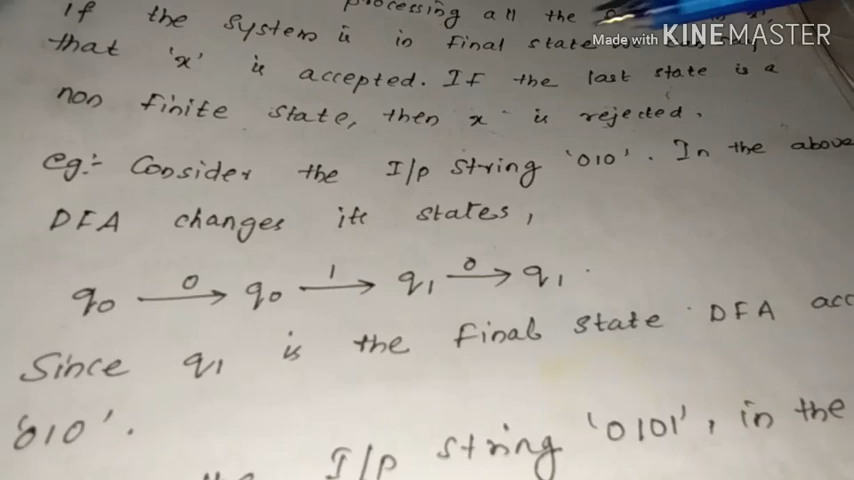 processing all the
If the system is in final state
Made with KINEMASTER
that 'x' is accepted. If the last state is a
non finite state, then x is rejected.
eg:- Consider the I/p string '010'. In the above
DFA changes its states,
q0 —0→ q0 —1→ q1 —0→ q1.
Since q1 is the final state DFA acc
'010'.
I/p string '0101', in the